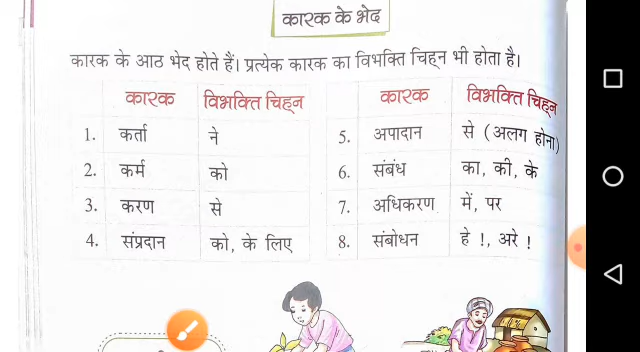 कारक के भेद
कारक के आठ भेद होते हैं। प्रत्येक कारक का विभक्ति चिह्न भी होता है।
कारक विभक्ति चिह्न कारक विभक्ति चिह्न
1. कर्ता ने 5. अपादान से (अलग होना)
2. कर्म को 6. संबंध का, की, के
3. करण से 7. अधिकरण में, पर
4. संप्रदान को, के लिए 8. संबोधन हे !, अरे !